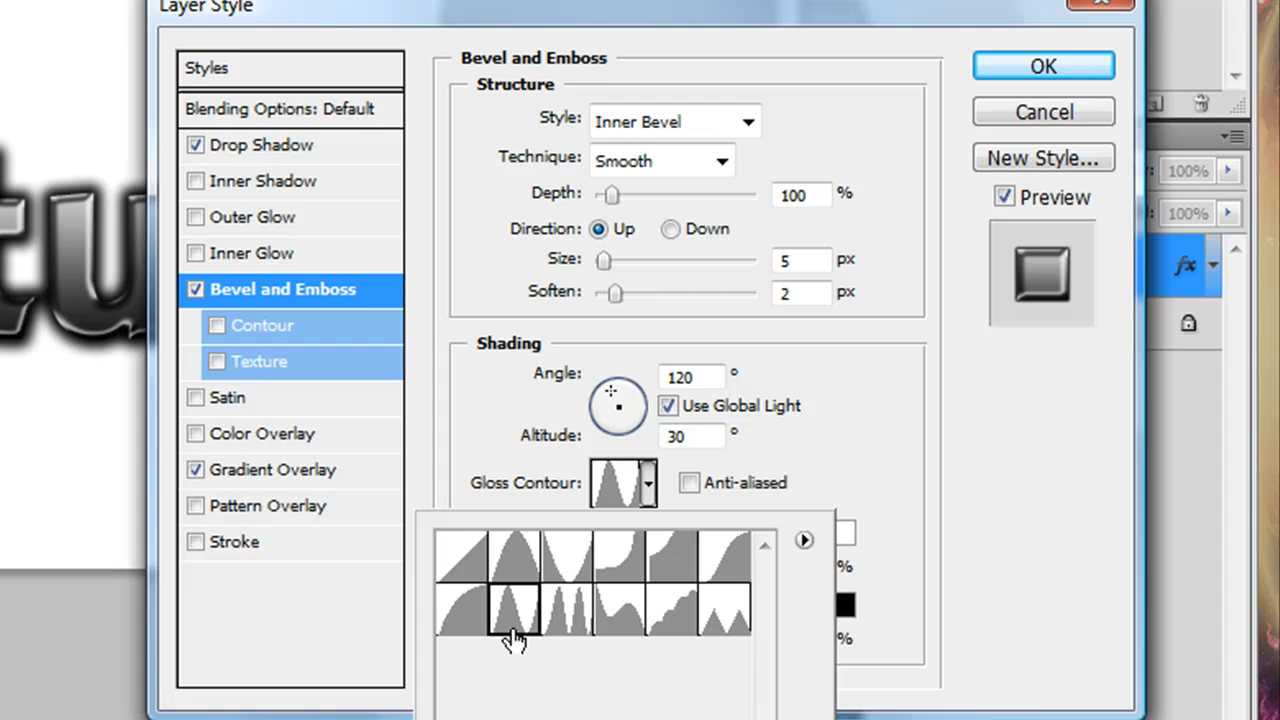 Layer Style
Styles
Blending Options: Default
Drop Shadow
Inner Shadow
Outer Glow
Inner Glow
Bevel and Emboss
Contour
Texture
Satin
Color Overlay
Gradient Overlay
Pattern Overlay
Stroke
Bevel and Emboss
Structure
Style: Inner Bevel
Technique: Smooth
Depth: 100 %
Direction: Up Down
Size: 5 px
Soften: 2 px
Shading
Angle: 120 °
Use Global Light
Altitude: 30 °
Gloss Contour: Anti-aliased
%
%
OK
Cancel
New Style...
Preview
100%
100%
fx
tu